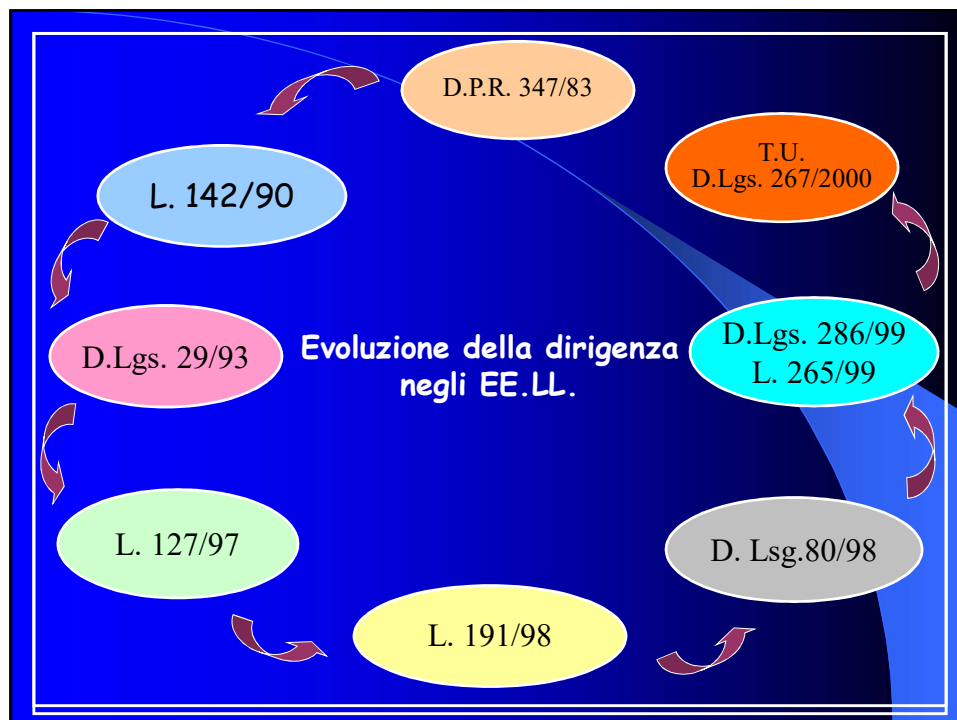 D.P.R. 347/83
L. 142/90
D.Lgs. 29/93
L. 127/97
L. 191/98
D. Lsg.80/98
D.Lgs. 286/99
L. 265/99
T.U.
D.Lgs. 267/2000
Evoluzione della dirigenza
negli EE.LL.